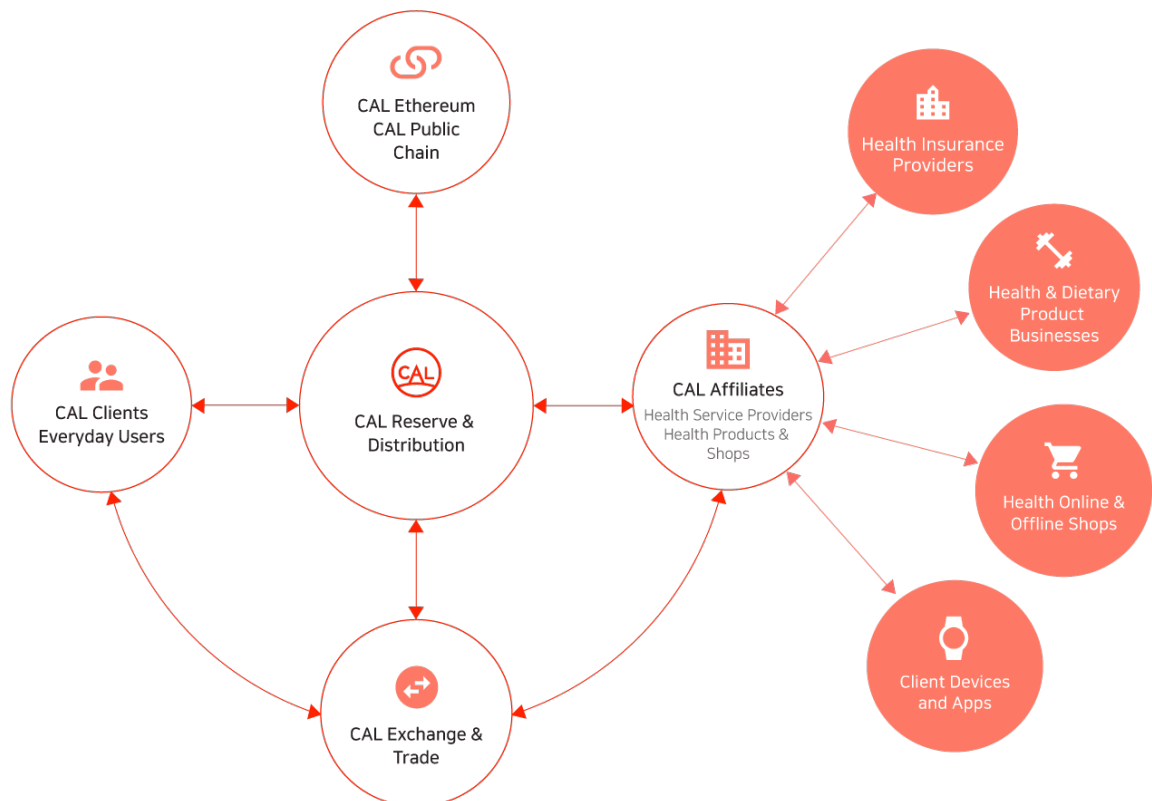 CAL Ethereum
CAL Public
Chain
Health Insurance
Providers
Health & Dietary
Product
Businesses
CAL Clients
Everyday Users
CAL
CAL Reserve &
Distribution
CAL Affiliates
Health Service Providers
Health Products &
Shops
Health Online &
Offline Shops
Client Devices
and Apps
CAL Exchange &
Trade